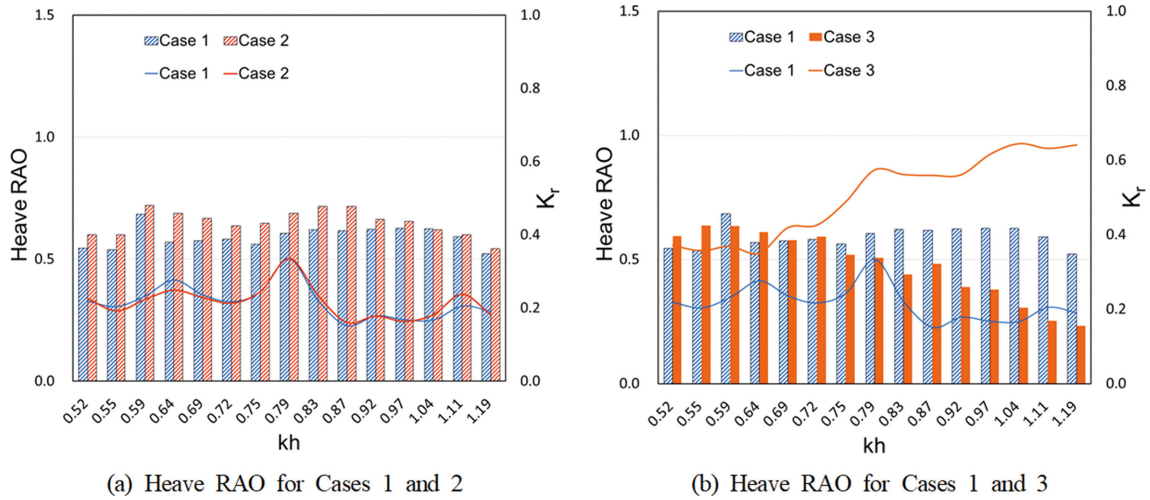 1.5
1.0
0.5
0.0
Heave RAO
Case 1
Case 2
Case 1
Case 2
1.0
0.8
0.6
0.4
0.2
0.0
Kr
0.52 0.55 0.59 0.64 0.69 0.72 0.75 0.79 0.83 0.87 0.92 0.97 1.04 1.11 1.19
kh
(a) Heave RAO for Cases 1 and 2
1.5
1.0
0.5
0.0
Heave RAO
Case 1
Case 3
Case 1
Case 3
1.0
0.8
0.6
0.4
0.2
0.0
Kr
0.52 0.55 0.59 0.64 0.69 0.72 0.75 0.79 0.83 0.87 0.92 0.97 1.04 1.11 1.19
kh
(b) Heave RAO for Cases 1 and 3